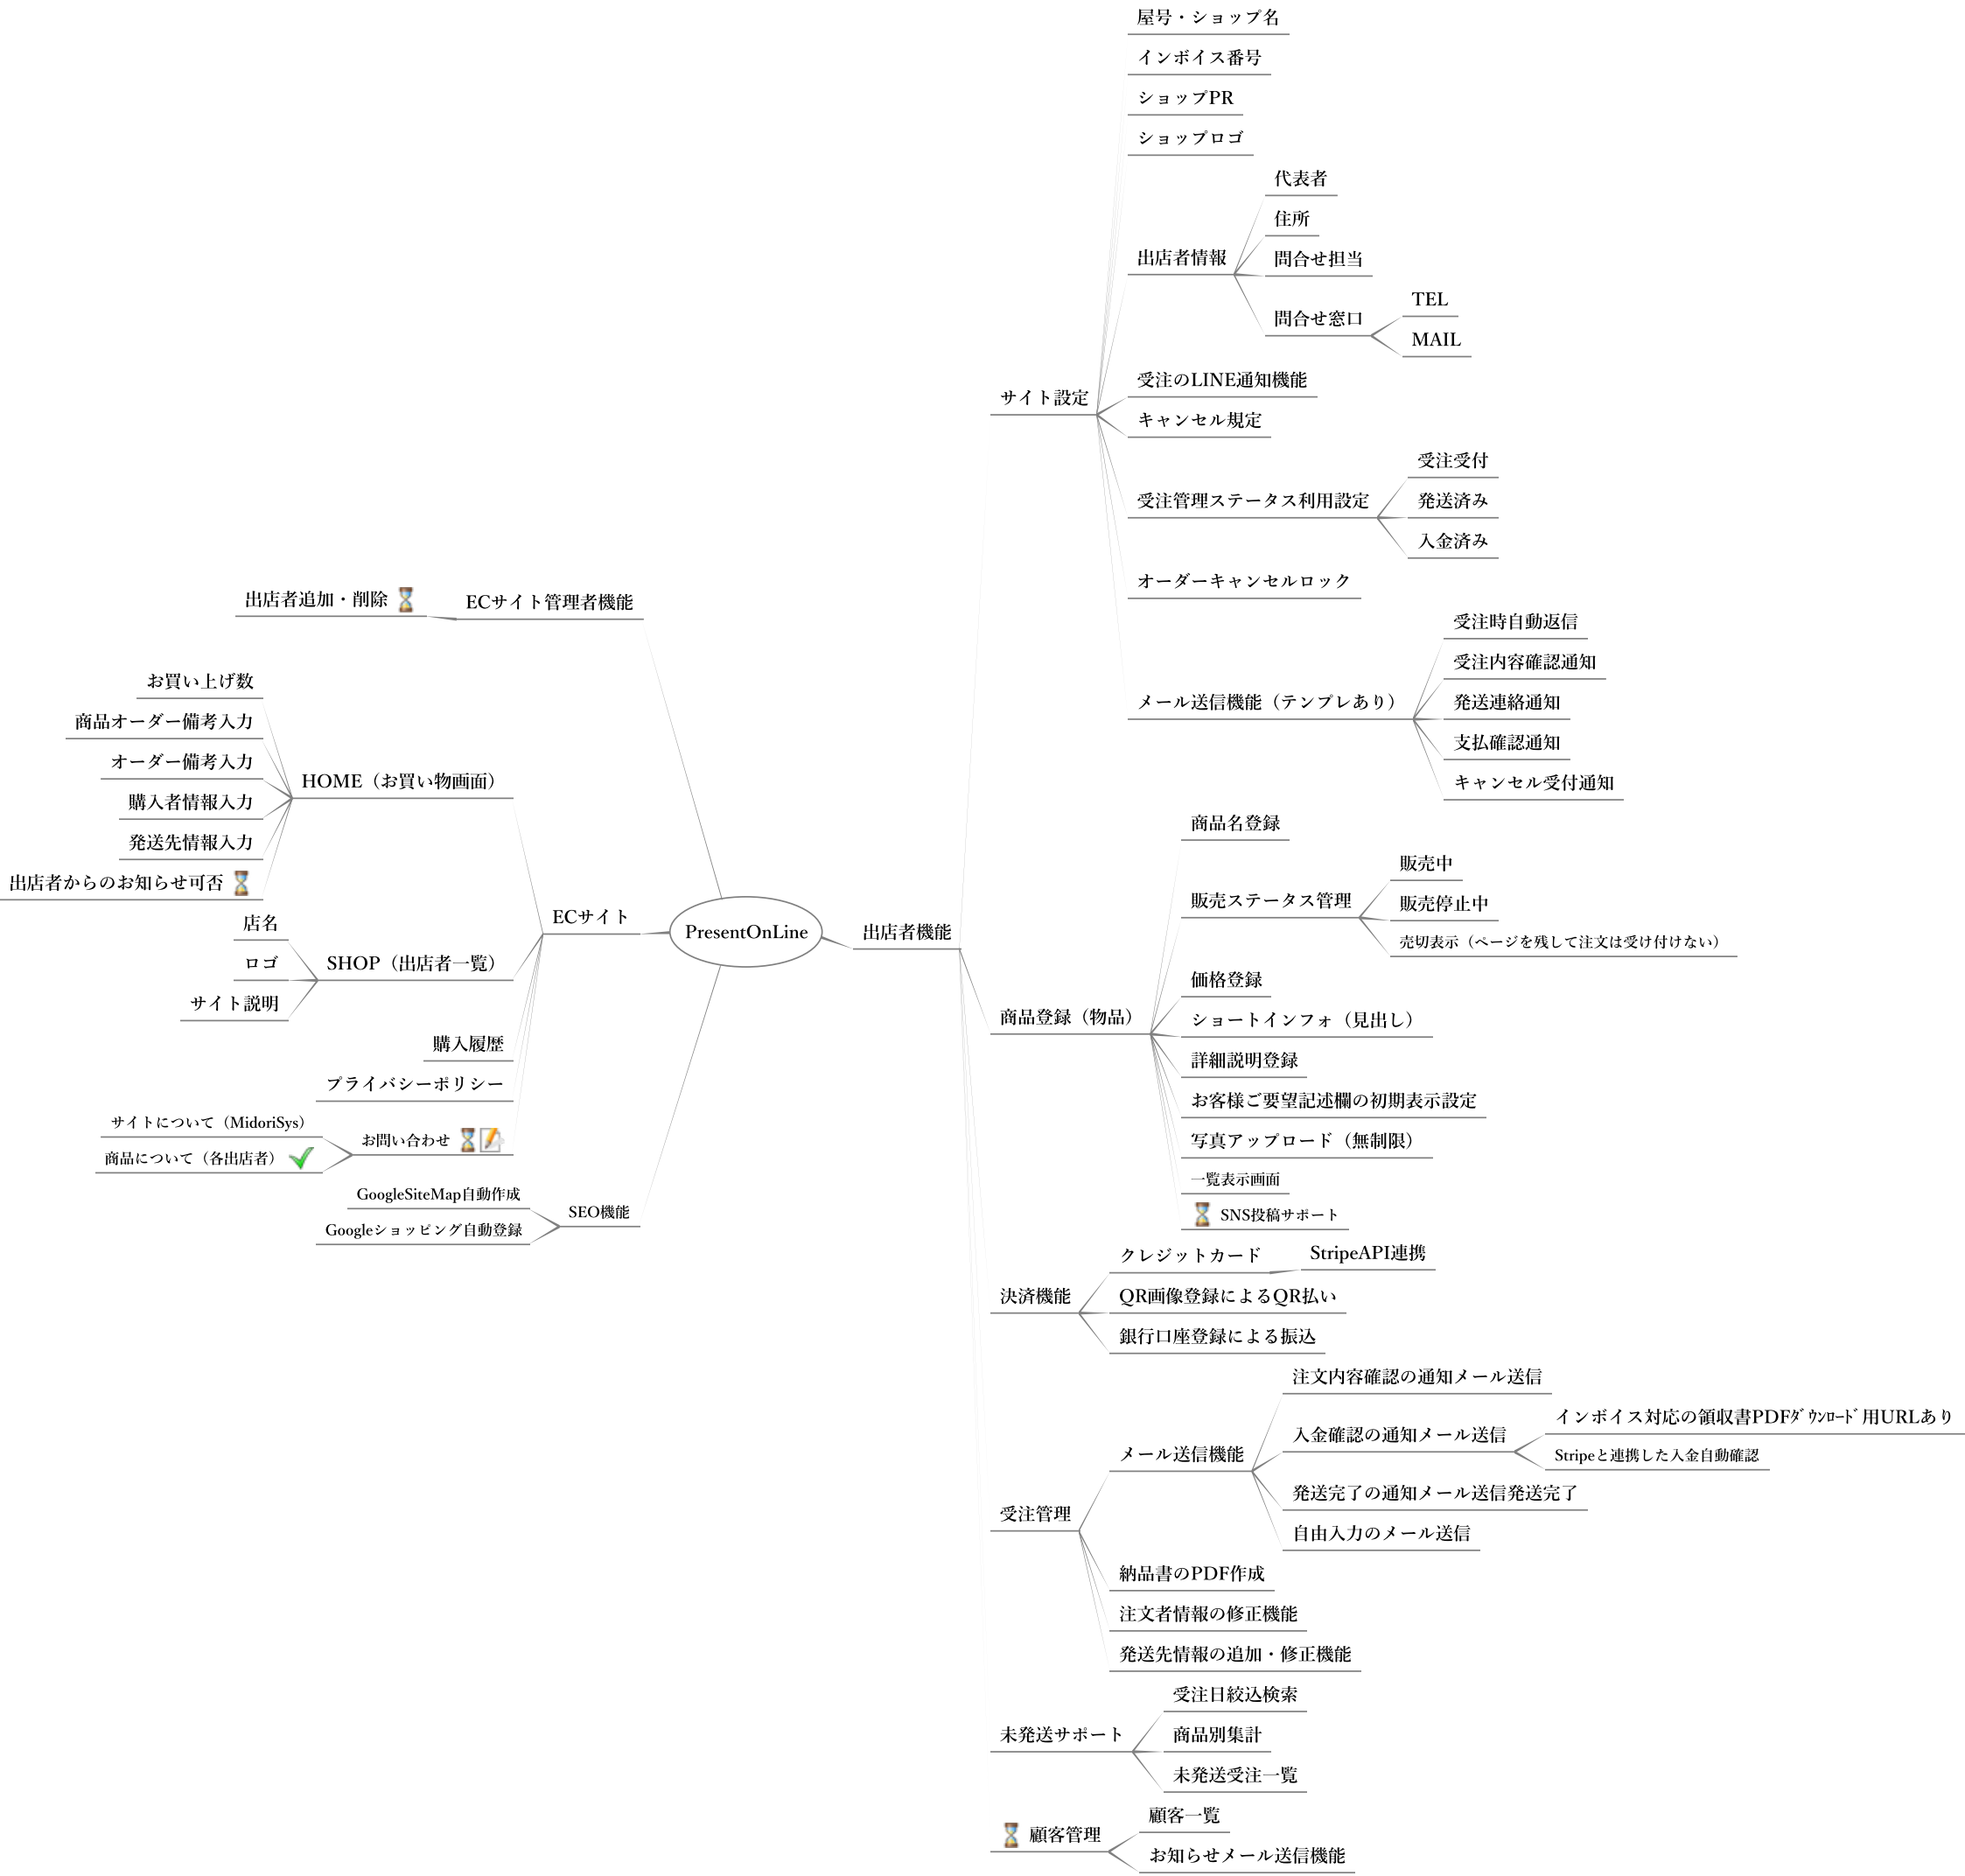 PresentOnLine
ECサイト管理者機能
出店者追加・削除
ECサイト
HOME（お買い物画面）
お買い上げ数
商品オーダー備考入力
オーダー備考入力
購入者情報入力
発送先情報入力
出店者からのお知らせ可否
SHOP（出店者一覧）
店名
ロゴ
サイト説明
購入履歴
プライバシーポリシー
お問い合わせ
サイトについて（MidoriSys）
商品について（各出店者）
SEO機能
GoogleSiteMap自動作成
Googleショッピング自動登録
出店者機能
サイト設定
屋号・ショップ名
インボイス番号
ショップPR
ショップロゴ
出店者情報
代表者
住所
問合せ担当
問合せ窓口
TEL
MAIL
受注のLINE通知機能
キャンセル規定
受注管理ステータス利用設定
受注受付
発送済み
入金済み
オーダーキャンセルロック
メール送信機能（テンプレあり）
受注時自動返信
受注内容確認通知
発送連絡通知
支払確認通知
キャンセル受付通知
商品登録（物品）
商品名登録
販売ステータス管理
販売中
販売停止中
売切表示（ページを残して注文は受け付けない）
価格登録
ショートインフォ（見出し）
詳細説明登録
お客様ご要望記述欄の初期表示設定
写真アップロード（無制限）
一覧表示画面
SNS投稿サポート
決済機能
クレジットカード
StripeAPI連携
QR画像登録によるQR払い
銀行口座登録による振込
受注管理
メール送信機能
注文内容確認の通知メール送信
入金確認の通知メール送信
インボイス対応の領収書PDFﾀﾞｳﾝﾛｰﾄﾞ用URLあり
Stripeと連携した入金自動確認
発送完了の通知メール送信発送完了
自由入力のメール送信
納品書のPDF作成
注文者情報の修正機能
発送先情報の追加・修正機能
未発送サポート
受注日絞込検索
商品別集計
未発送受注一覧
顧客管理
顧客一覧
お知らせメール送信機能